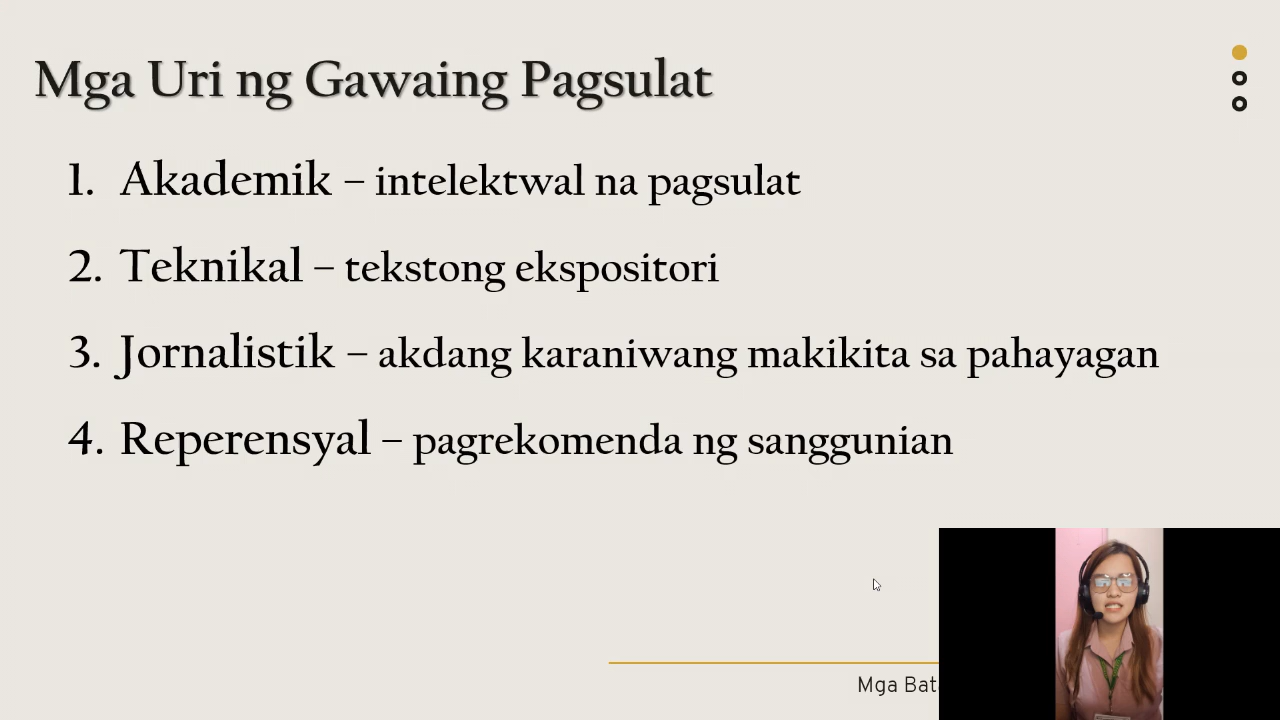 Mga Uri ng Gawaing Pagsulat
1. Akademik – intelektwal na pagsulat
2. Teknikal – tekstong ekspositori
3. Jornalistik – akdang karaniwang makikita sa pahayagan
4. Reperensyal – pagrekomenda ng sanggunian
Mga